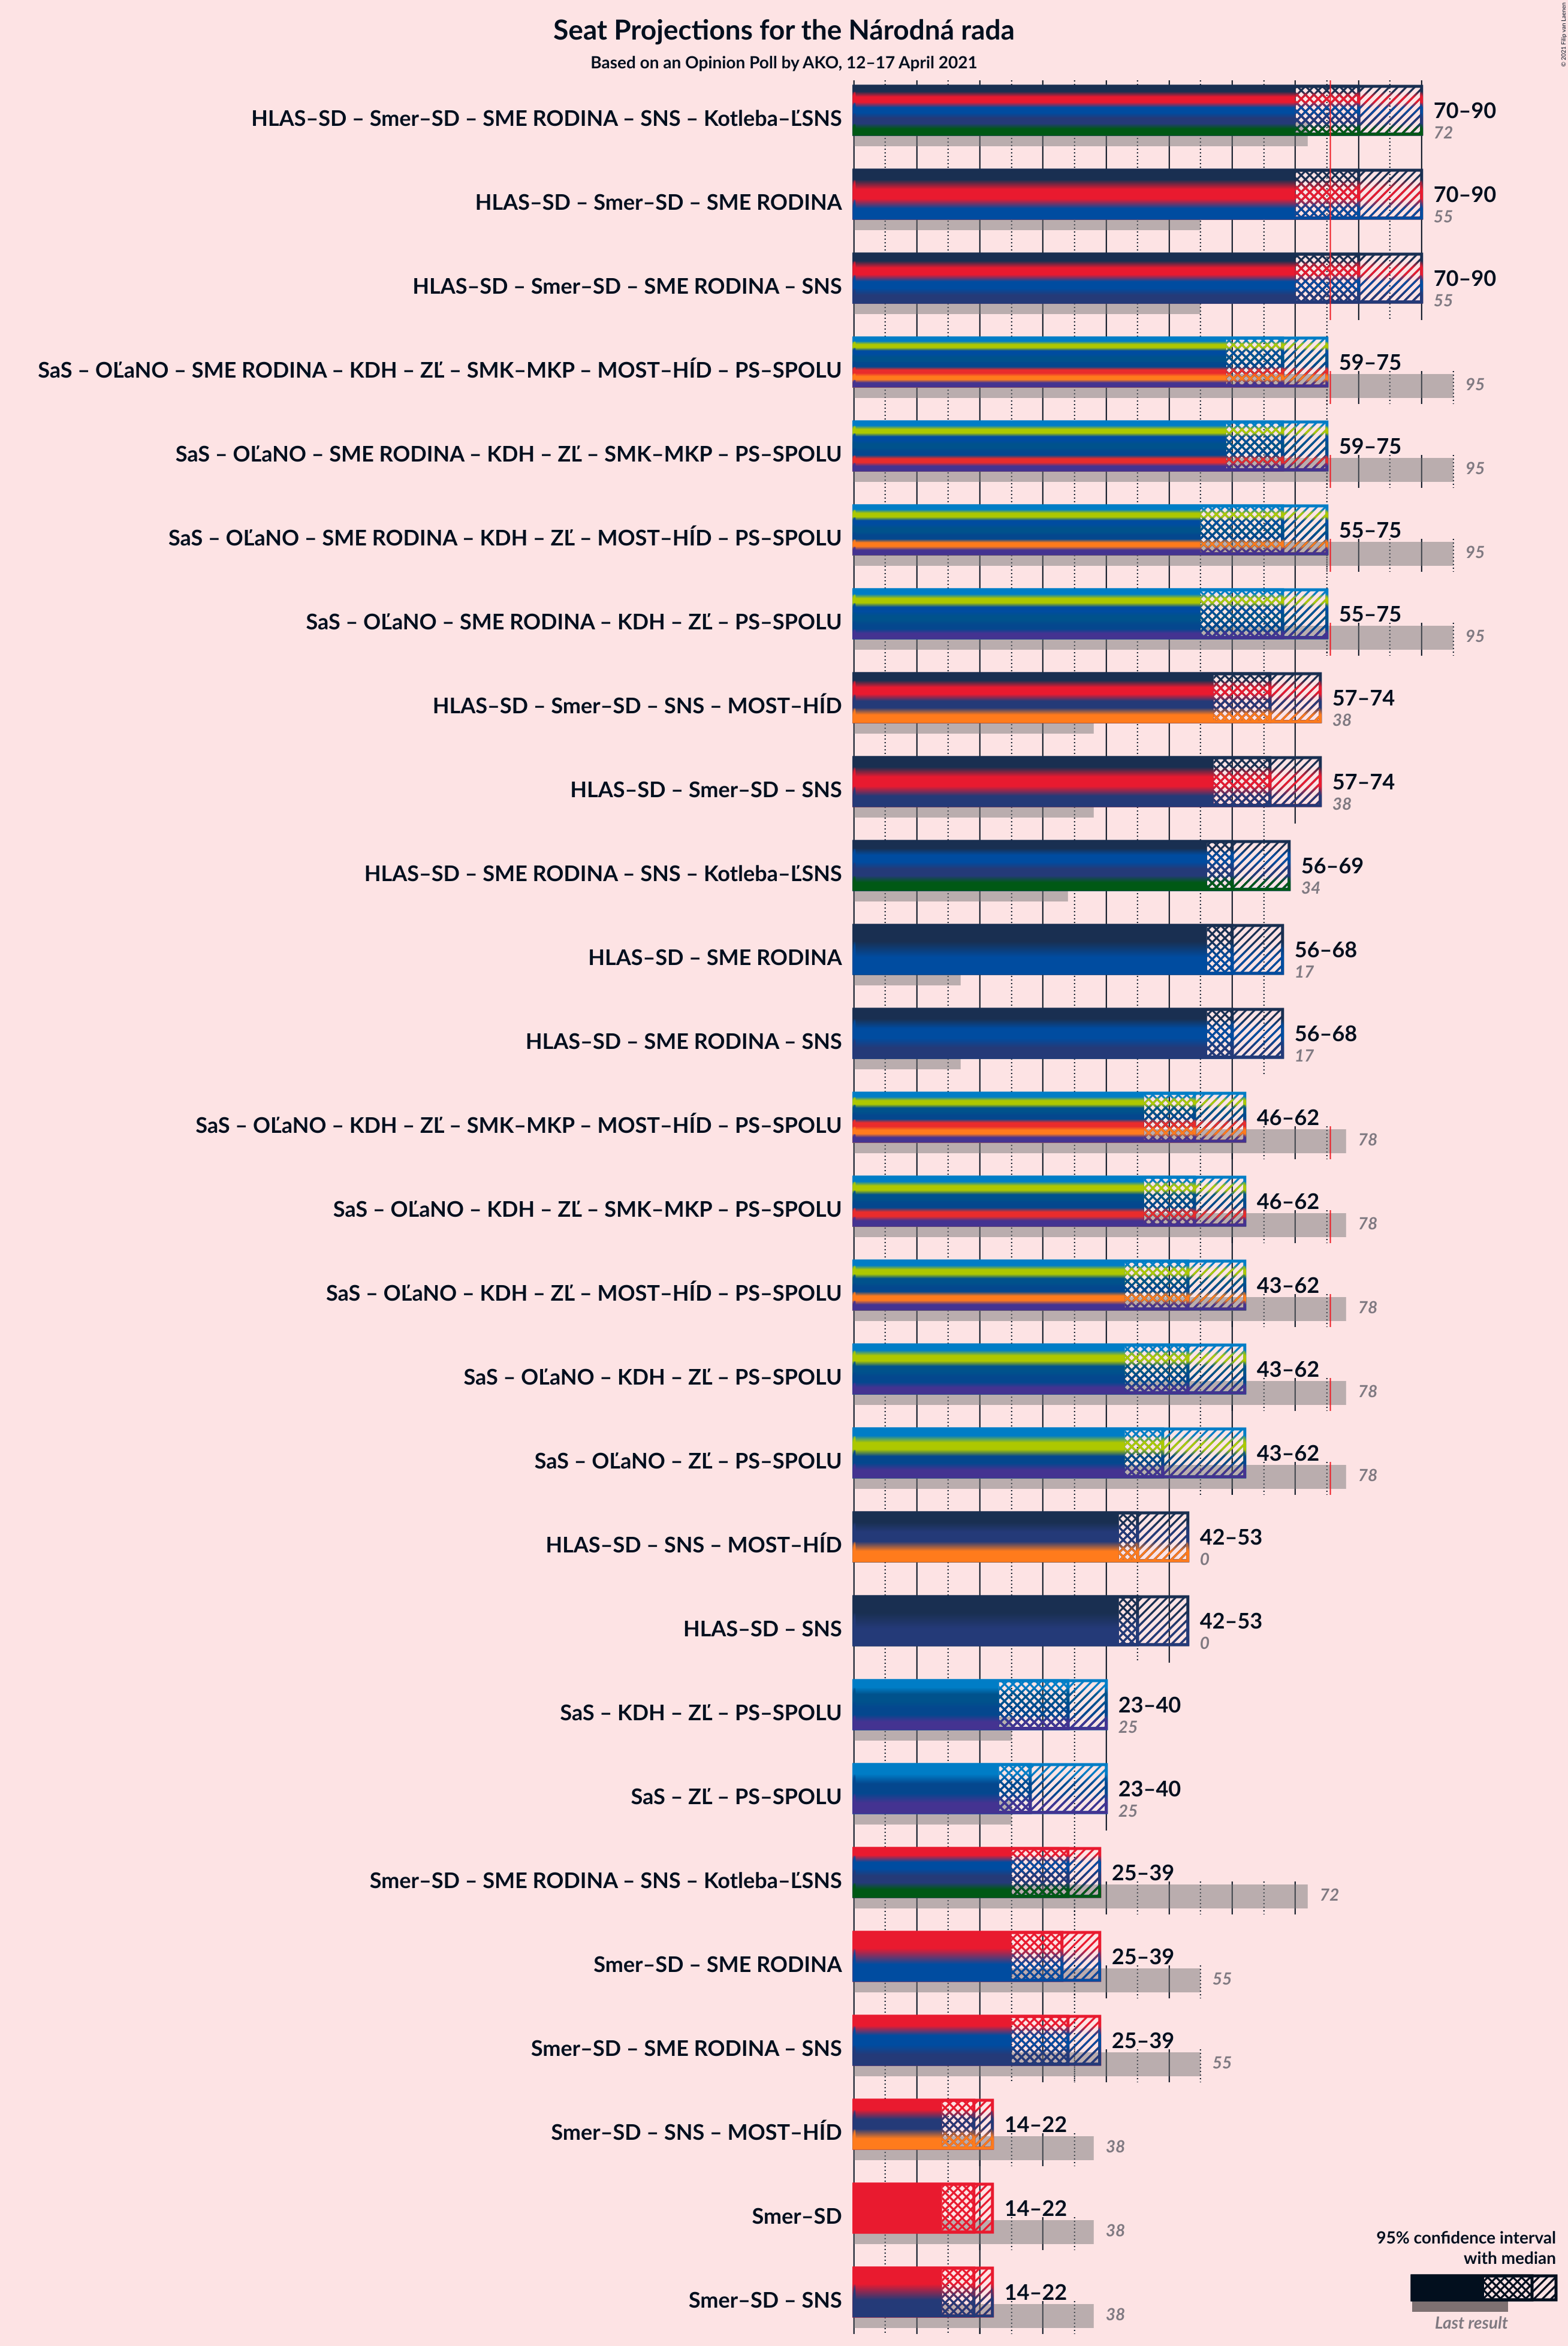 Seat Projections for the Národná rada
Based on an Opinion Poll by AKO, 12–17 April 2021
© 2021 Filip van Laenen
HLAS–SD – Smer–SD – SME RODINA – SNS – Kotleba–ĽSNS
70–90
72
HLAS–SD – Smer–SD – SME RODINA
70–90
55
HLAS–SD – Smer–SD – SME RODINA – SNS
70–90
55
SaS – OĽaNO – SME RODINA – KDH – ZĽ – SMK–MKP – MOST–HÍD – PS–SPOLU
59–75
95
SaS – OĽaNO – SME RODINA – KDH – ZĽ – SMK–MKP – PS–SPOLU
59–75
95
SaS – OĽaNO – SME RODINA – KDH – ZĽ – MOST–HÍD – PS–SPOLU
55–75
95
SaS – OĽaNO – SME RODINA – KDH – ZĽ – PS–SPOLU
55–75
95
HLAS–SD – Smer–SD – SNS – MOST–HÍD
57–74
38
HLAS–SD – Smer–SD – SNS
57–74
38
HLAS–SD – SME RODINA – SNS – Kotleba–ĽSNS
56–69
34
HLAS–SD – SME RODINA
56–68
17
HLAS–SD – SME RODINA – SNS
56–68
17
SaS – OĽaNO – KDH – ZĽ – SMK–MKP – MOST–HÍD – PS–SPOLU
46–62
78
SaS – OĽaNO – KDH – ZĽ – SMK–MKP – PS–SPOLU
46–62
78
SaS – OĽaNO – KDH – ZĽ – MOST–HÍD – PS–SPOLU
43–62
78
SaS – OĽaNO – KDH – ZĽ – PS–SPOLU
43–62
78
SaS – OĽaNO – ZĽ – PS–SPOLU
43–62
78
HLAS–SD – SNS – MOST–HÍD
42–53
0
HLAS–SD – SNS
42–53
0
SaS – KDH – ZĽ – PS–SPOLU
23–40
25
SaS – ZĽ – PS–SPOLU
23–40
25
Smer–SD – SME RODINA – SNS – Kotleba–ĽSNS
25–39
72
Smer–SD – SME RODINA
25–39
55
Smer–SD – SME RODINA – SNS
25–39
55
Smer–SD – SNS – MOST–HÍD
14–22
38
Smer–SD
14–22
38
Smer–SD – SNS
14–22
38
95% confidence interval
with median
Last result